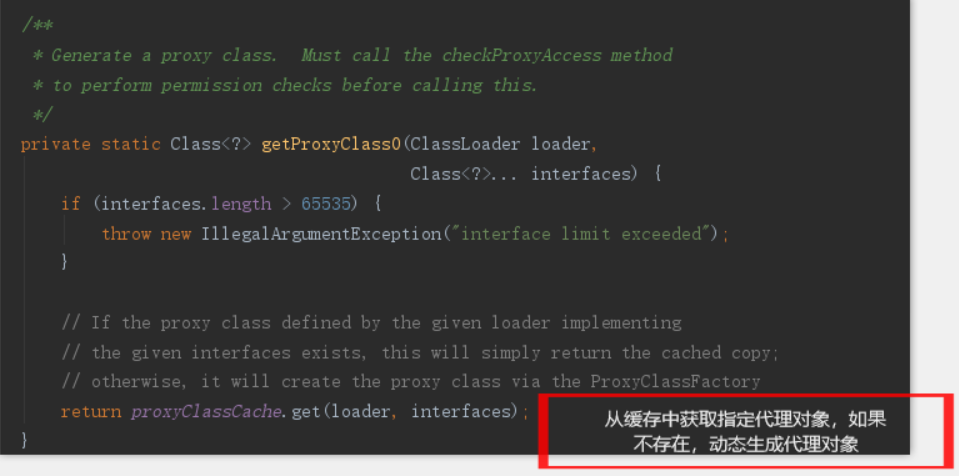 /**
* Generate a proxy class.  Must call the checkProxyAccess method
* to perform permission checks before calling this.
*/
private static Class<?> getProxyClass0(ClassLoader loader,
Class<?>... interfaces) {
if (interfaces.length > 65535) {
throw new IllegalArgumentException("interface limit exceeded");
}
// If the proxy class defined by the given loader implementing
// the given interfaces exists, this will simply return the cached copy;
// otherwise, it will create the proxy class via the ProxyClassFactory
return proxyClassCache.get(loader, interfaces);
}
从缓存中获取指定代理对象，如果
不存在，动态生成代理对象